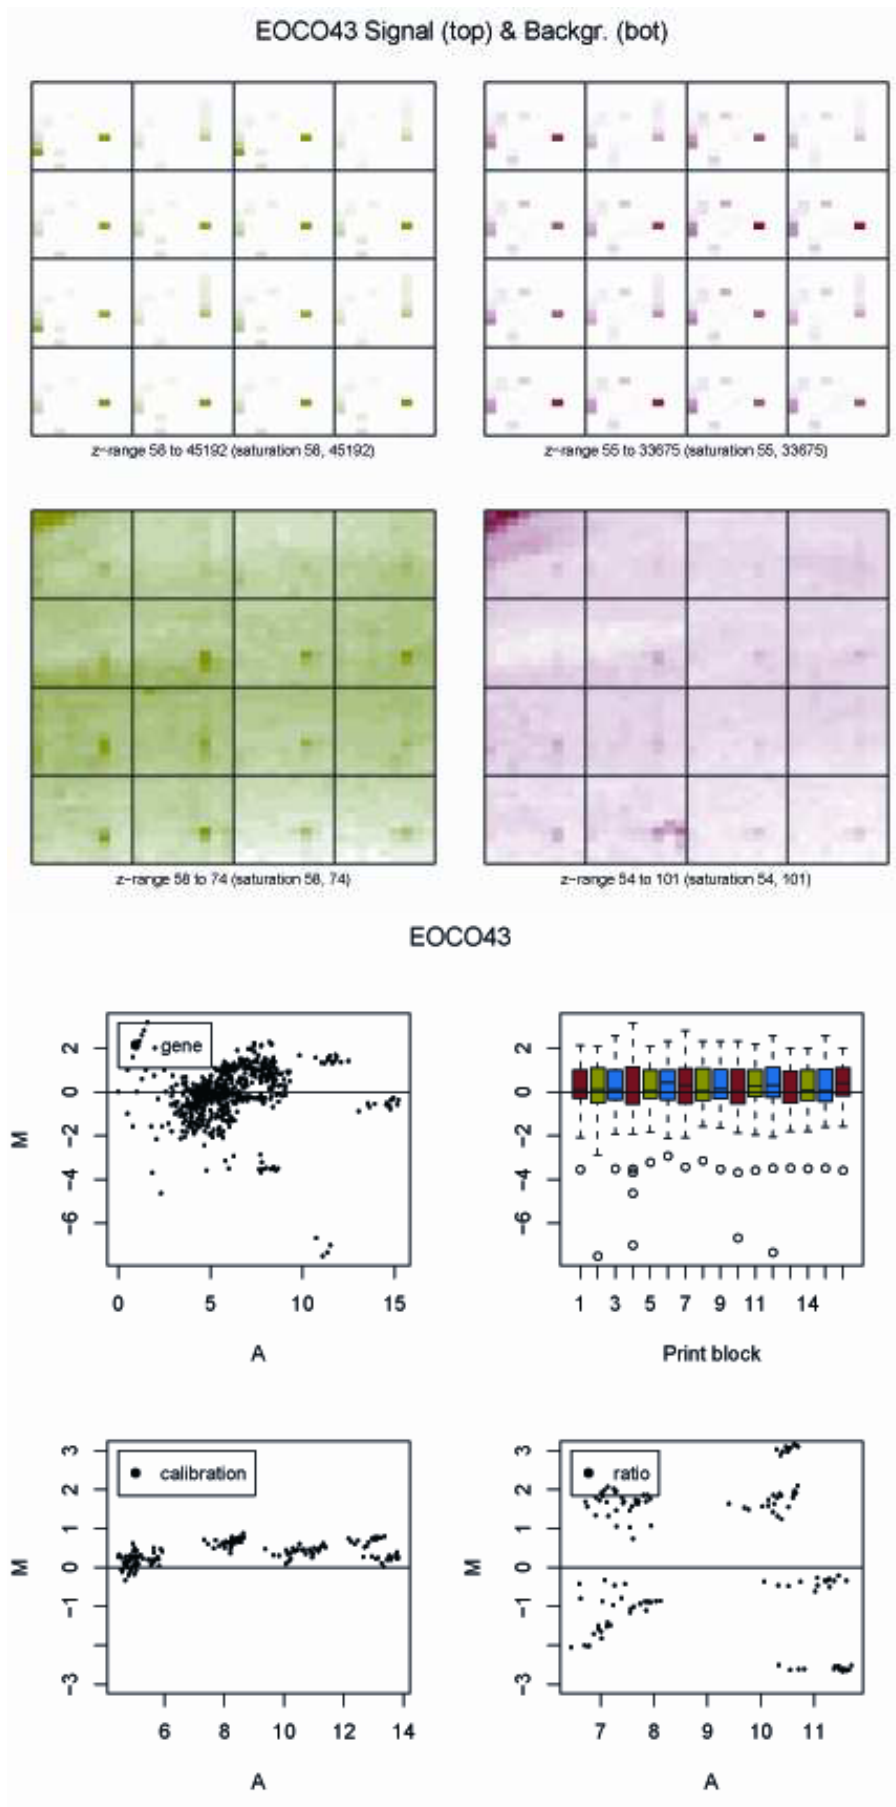 EOCO43 Signal (top) & Backgr. (bot)
z-range 58 to 45192 (saturation 58, 45192)
z-range 55 to 33675 (saturation 55, 33675)
z-range 58 to 74 (saturation 58, 74)
z-range 54 to 101 (saturation 54, 101)
EOCO43
gene
M
2
0
-2
-4
-6
0 5 10 15
A
2
0
-2
-4
-6
1 3 5 7 9 11 14
Print block
calibration
M
3
2
1
0
-1
-3
6 8 10 12 14
A
ratio
M
3
2
1
0
-1
-3
7 8 9 10 11
A